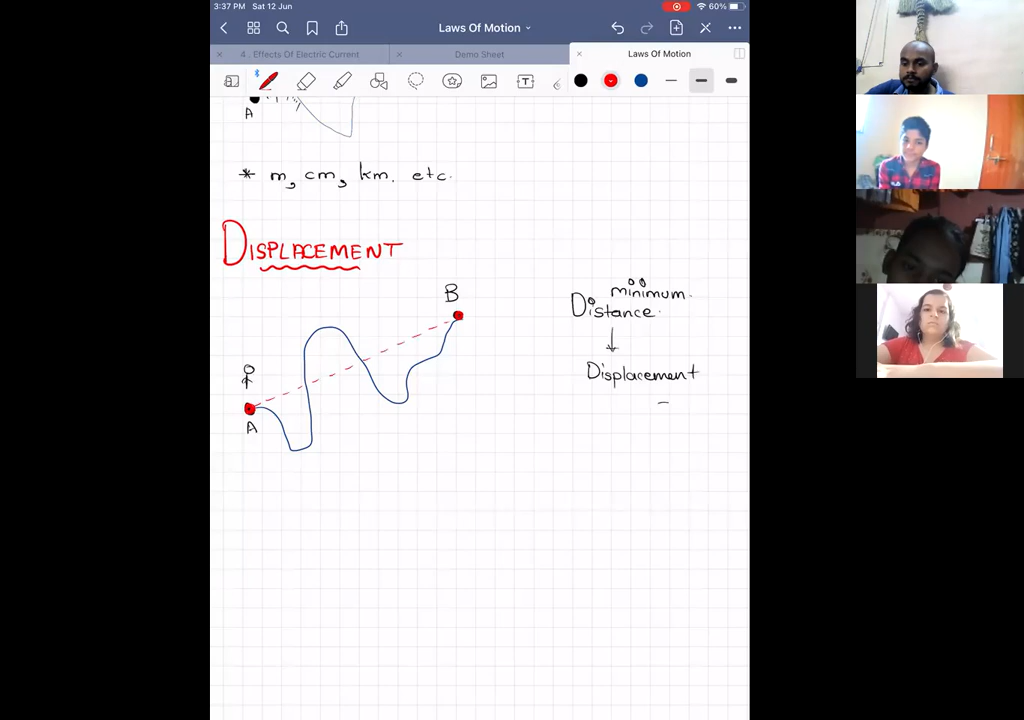 3:37 PM Sat 12 Jun
60%
Laws Of Motion
4 . Effects Of Electric Current
Demo Sheet
Laws Of Motion
T
A
* m, cm, km. etc.
DISPLACEMENT
B
A
minimum.
Distance.
Displacement